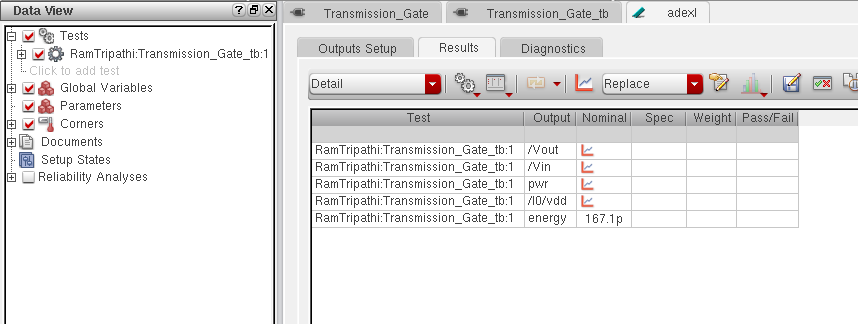 Data View
Tests
RamTripathi:Transmission_Gate_tb:1
Click to add test
Global Variables
Parameters
Corners
Documents
Setup States
Reliability Analyses
Transmission_Gate Transmission_Gate_tb adexl
Outputs Setup Results Diagnostics
Detail Replace
Test Output Nominal Spec Weight Pass/Fail
RamTripathi:Transmission_Gate_tb:1 /Vout
RamTripathi:Transmission_Gate_tb:1 /Vin
RamTripathi:Transmission_Gate_tb:1 pwr
RamTripathi:Transmission_Gate_tb:1 /I0/vdd
RamTripathi:Transmission_Gate_tb:1 energy 167.1p